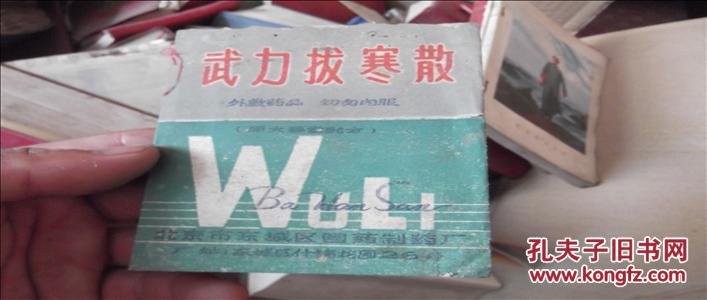 武力拔寒散
外敷药品 切勿内服
WULI
Ba Han San
北京市东城区国药制药厂
孔夫子旧书网
www.kongfz.com